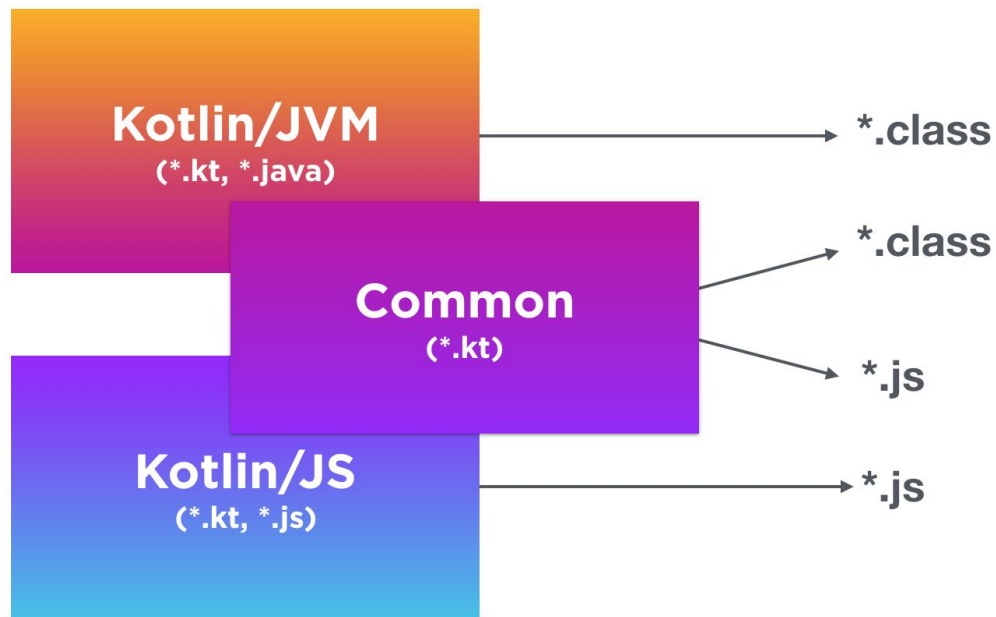 Kotlin/JVM
(*.kt, *.java)
*.class
*.class
Common
(*.kt)
*.js
Kotlin/JS
(*.kt, *.js)
*.js